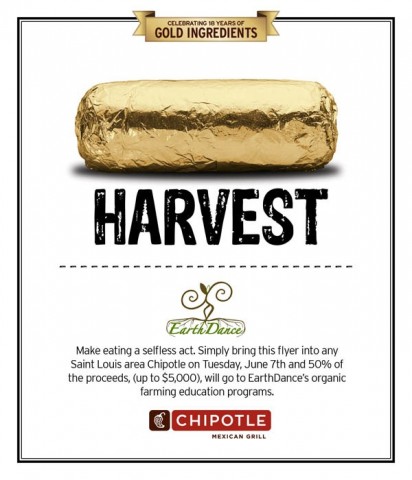 CELEBRATING 18 YEARS OF
GOLD INGREDIENTS
HARVEST
EarthDance
Make eating a selfless act. Simply bring this flyer into any
Saint Louis area Chipotle on Tuesday, June 7th and 50% of
the proceeds, (up to $5,000), will go to EarthDance's organic
farming education programs.
CHIPOTLE
MEXICAN GRILL